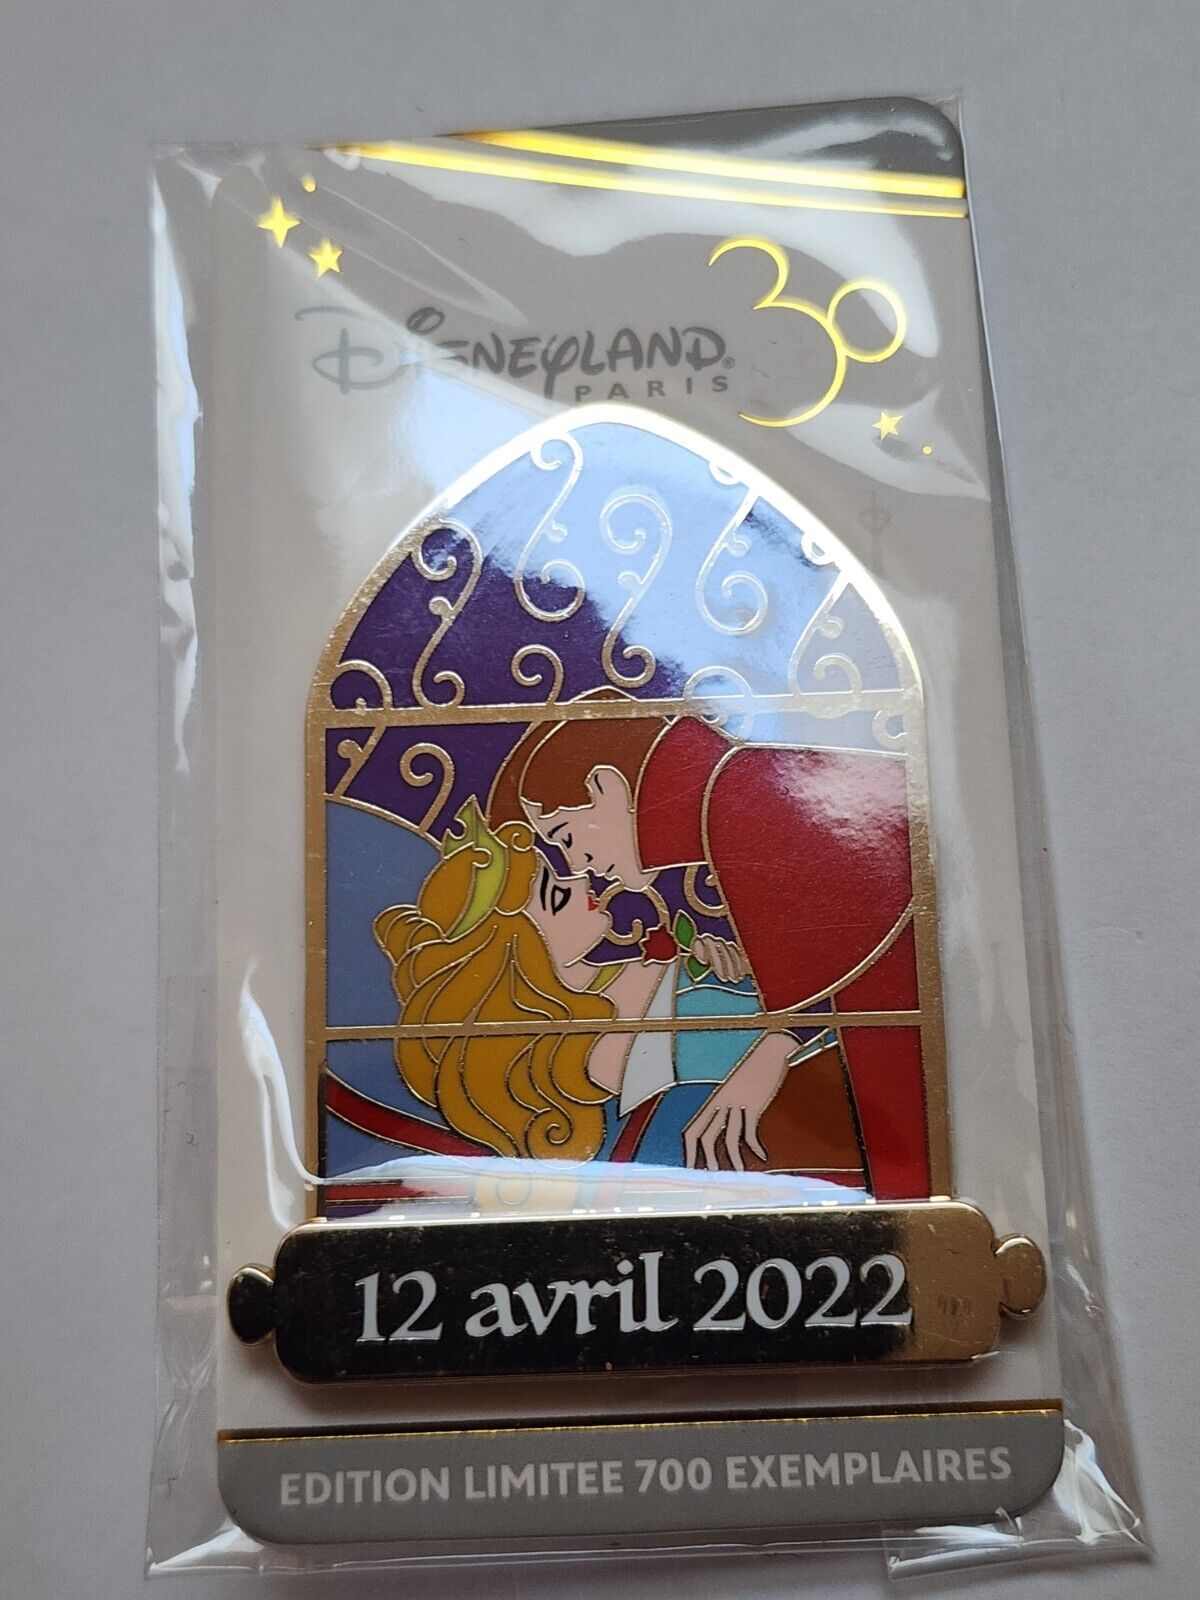 DISNEYLAND®
PARIS
30
12 avril 2022
EDITION LIMITEE 700 EXEMPLAIRES